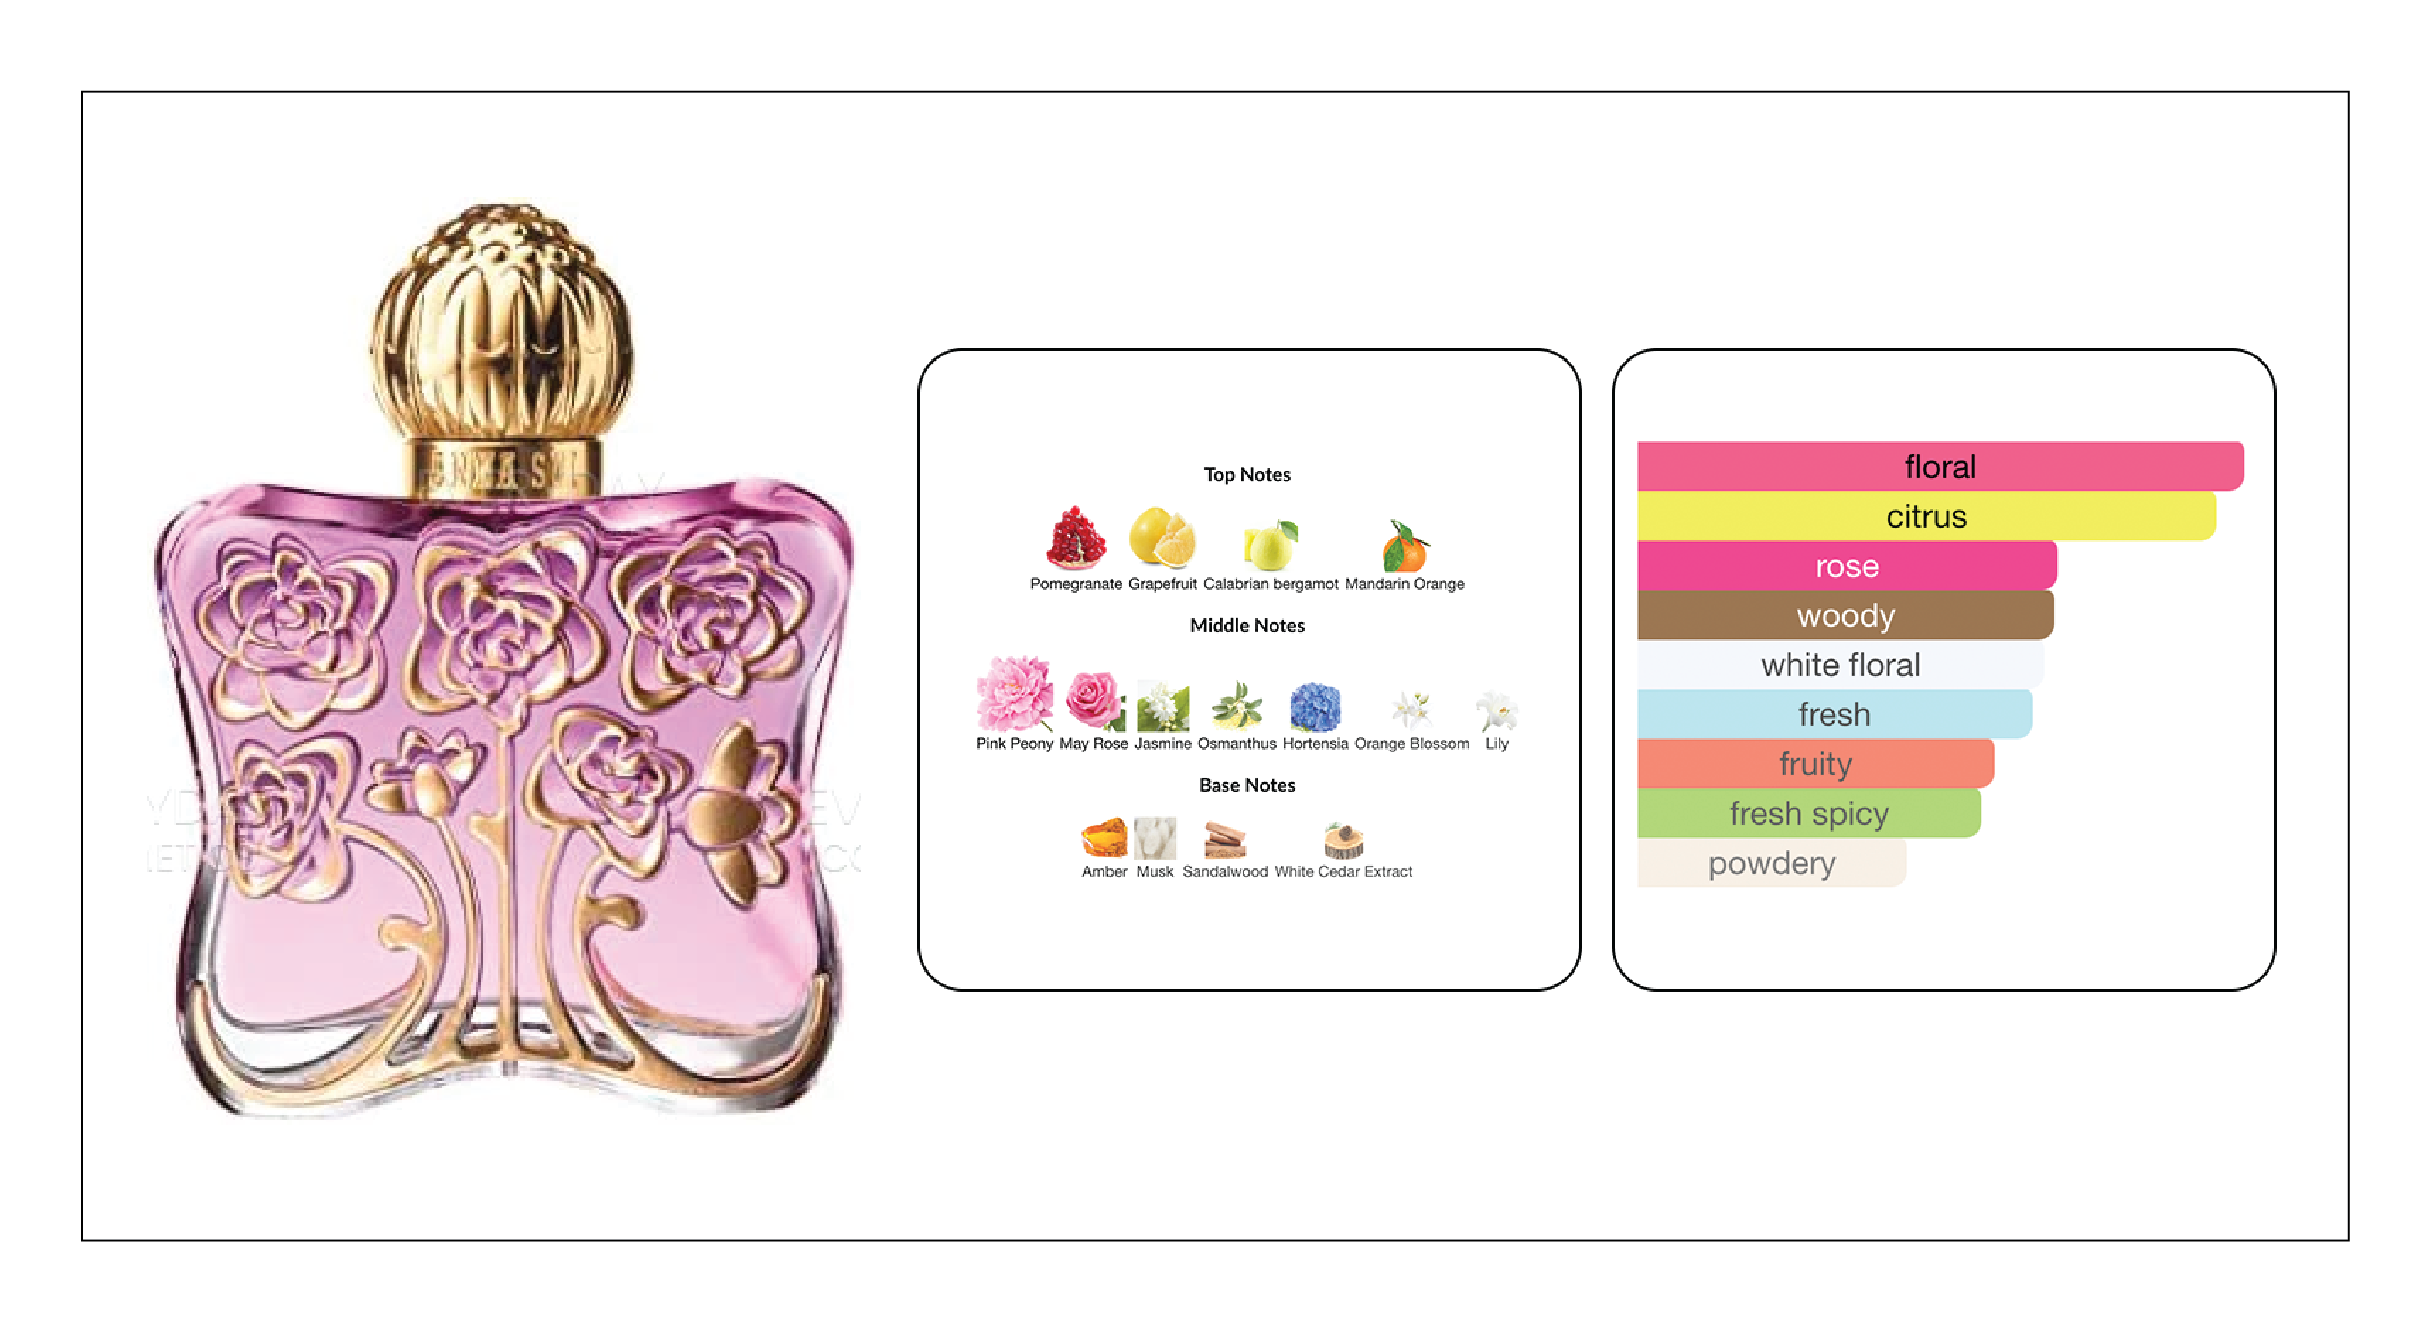 ANNA SUI
Top Notes
Pomegranate Grapefruit Calabrian bergamot Mandarin Orange
Middle Notes
Pink Peony May Rose Jasmine Osmanthus Hortensia Orange Blossom Lily
Base Notes
Amber Musk Sandalwood White Cedar Extract
floral
citrus
rose
woody
white floral
fresh
fruity
fresh spicy
powdery